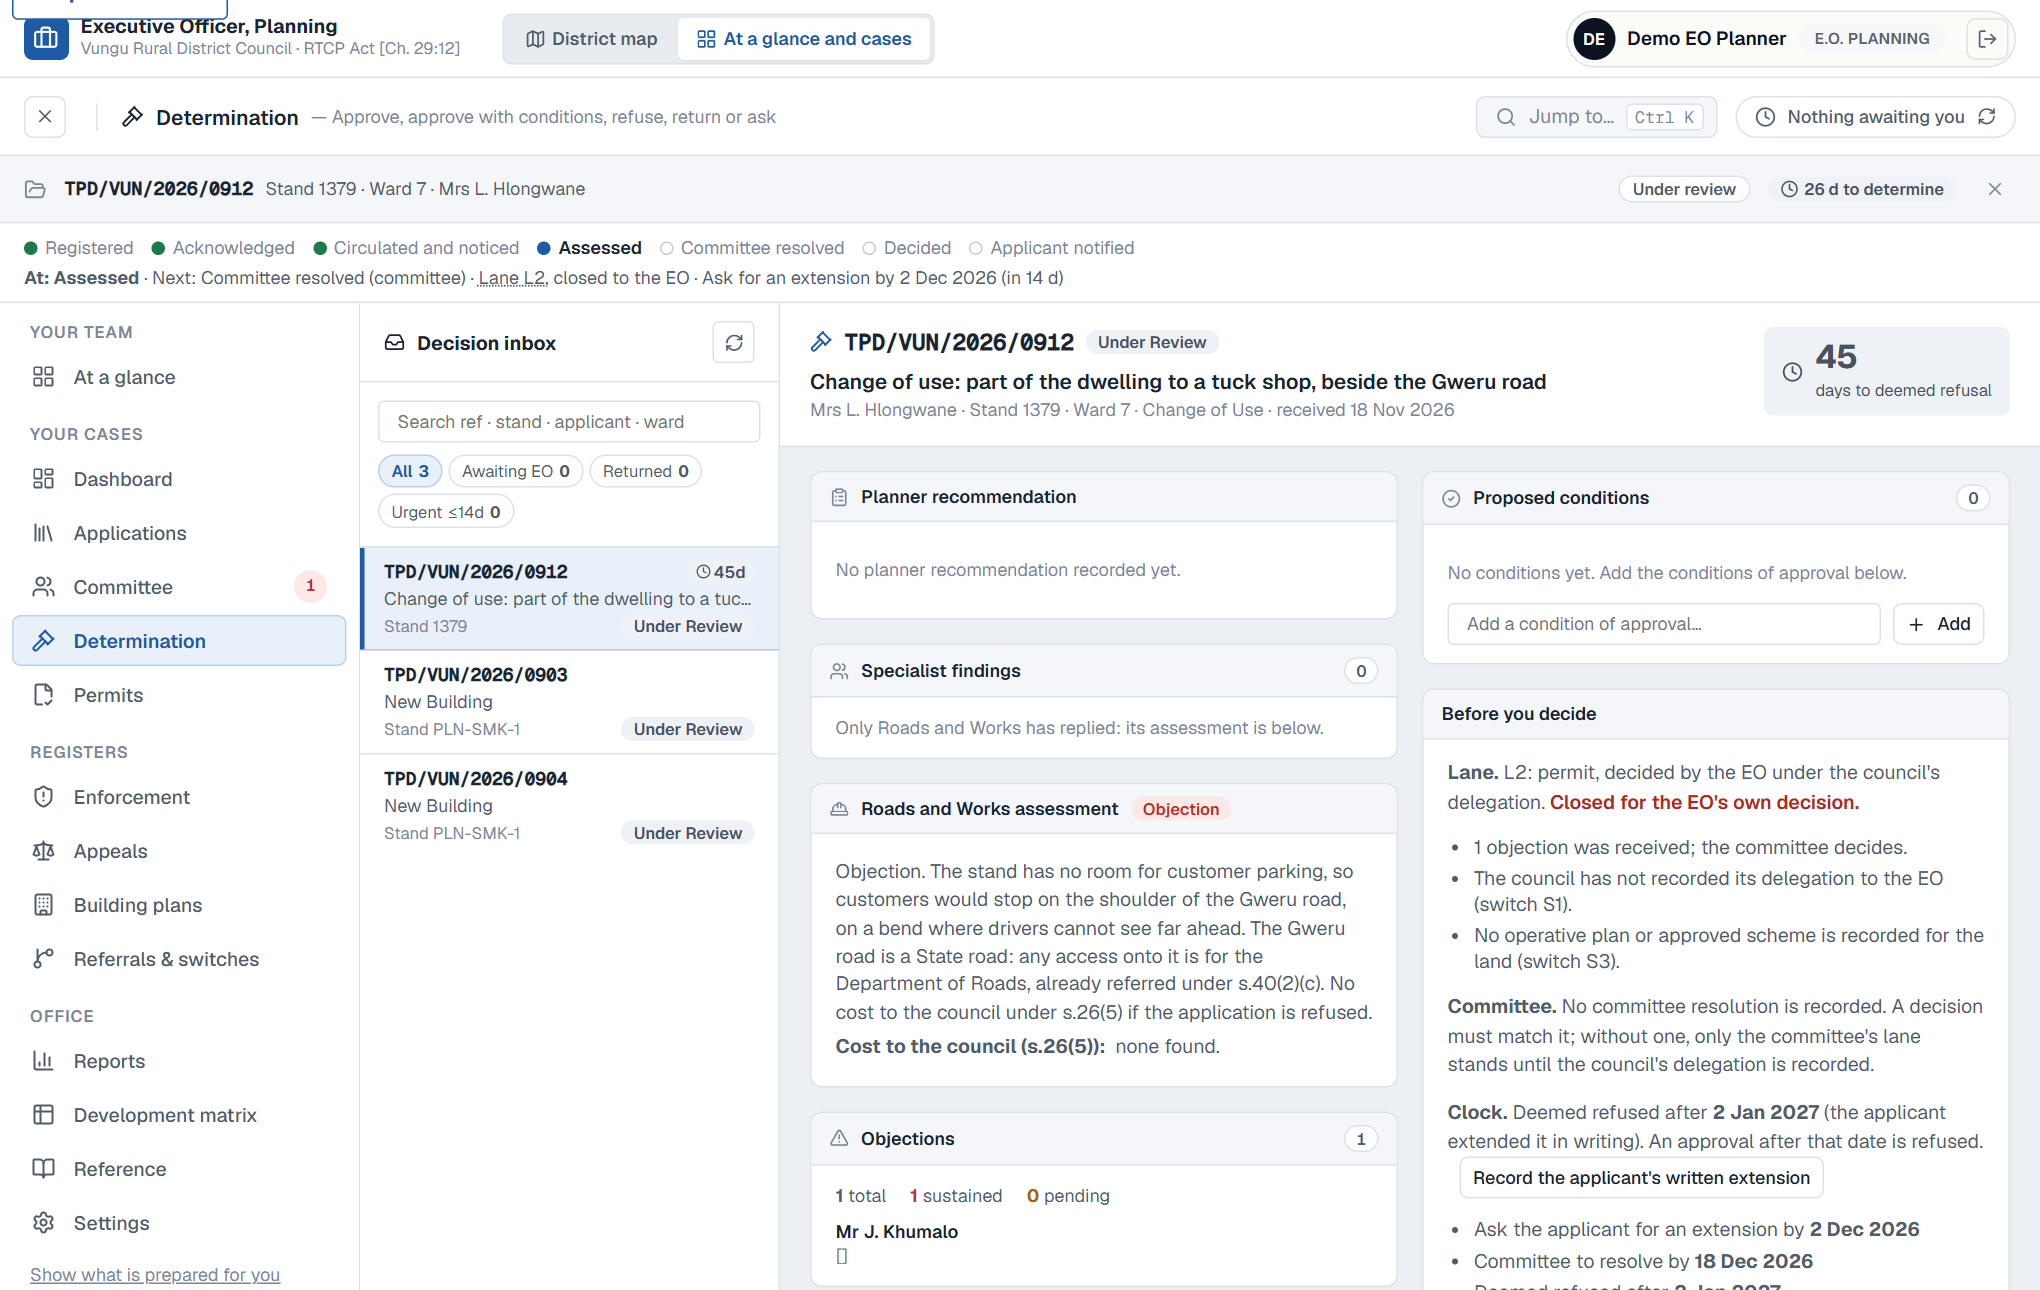 Executive Officer, Planning
Vungu Rural District Council · RTCP Act [Ch. 29:12]
District map
At a glance and cases
DE
Demo EO Planner
E.O. PLANNING
Determination
— Approve, approve with conditions, refuse, return or ask
Jump to...
Ctrl K
Nothing awaiting you
TPD/VUN/2026/0912
Stand 1379 · Ward 7 · Mrs L. Hlongwane
Under review
26 d to determine
Registered
Acknowledged
Circulated and noticed
Assessed
Committee resolved
Decided
Applicant notified
At: Assessed · Next: Committee resolved (committee) · Lane L2, closed to the EO · Ask for an extension by 2 Dec 2026 (in 14 d)
YOUR TEAM
At a glance
YOUR CASES
Dashboard
Applications
Committee
1
Determination
Permits
REGISTERS
Enforcement
Appeals
Building plans
Referrals & switches
OFFICE
Reports
Development matrix
Reference
Settings
Show what is prepared for you
Decision inbox
Search ref · stand · applicant · ward
All 3
Awaiting EO 0
Returned 0
Urgent ≤14d 0
TPD/VUN/2026/0912
45d
Change of use: part of the dwelling to a tuc...
Stand 1379
Under Review
TPD/VUN/2026/0903
New Building
Stand PLN-SMK-1
Under Review
TPD/VUN/2026/0904
New Building
Stand PLN-SMK-1
Under Review
TPD/VUN/2026/0912
Under Review
Change of use: part of the dwelling to a tuck shop, beside the Gweru road
Mrs L. Hlongwane · Stand 1379 · Ward 7 · Change of Use · received 18 Nov 2026
45
days to deemed refusal
Planner recommendation
No planner recommendation recorded yet.
Specialist findings
0
Only Roads and Works has replied: its assessment is below.
Roads and Works assessment
Objection
Objection. The stand has no room for customer parking, so
customers would stop on the shoulder of the Gweru road,
on a bend where drivers cannot see far ahead. The Gweru
road is a State road: any access onto it is for the
Department of Roads, already referred under s.40(2)(c). No
cost to the council under s.26(5) if the application is refused.
Cost to the council (s.26(5)): none found.
Objections
1
1 total
1 sustained
0 pending
Mr J. Khumalo
[]
Proposed conditions
0
No conditions yet. Add the conditions of approval below.
Add a condition of approval...
Add
Before you decide
Lane. L2: permit, decided by the EO under the council's
delegation. Closed for the EO's own decision.
• 1 objection was received; the committee decides.
• The council has not recorded its delegation to the EO
(switch S1).
• No operative plan or approved scheme is recorded for the
land (switch S3).
Committee. No committee resolution is recorded. A decision
must match it; without one, only the committee's lane
stands until the council's delegation is recorded.
Clock. Deemed refused after 2 Jan 2027 (the applicant
extended it in writing). An approval after that date is refused.
Record the applicant's written extension
• Ask the applicant for an extension by 2 Dec 2026
• Committee to resolve by 18 Dec 2026